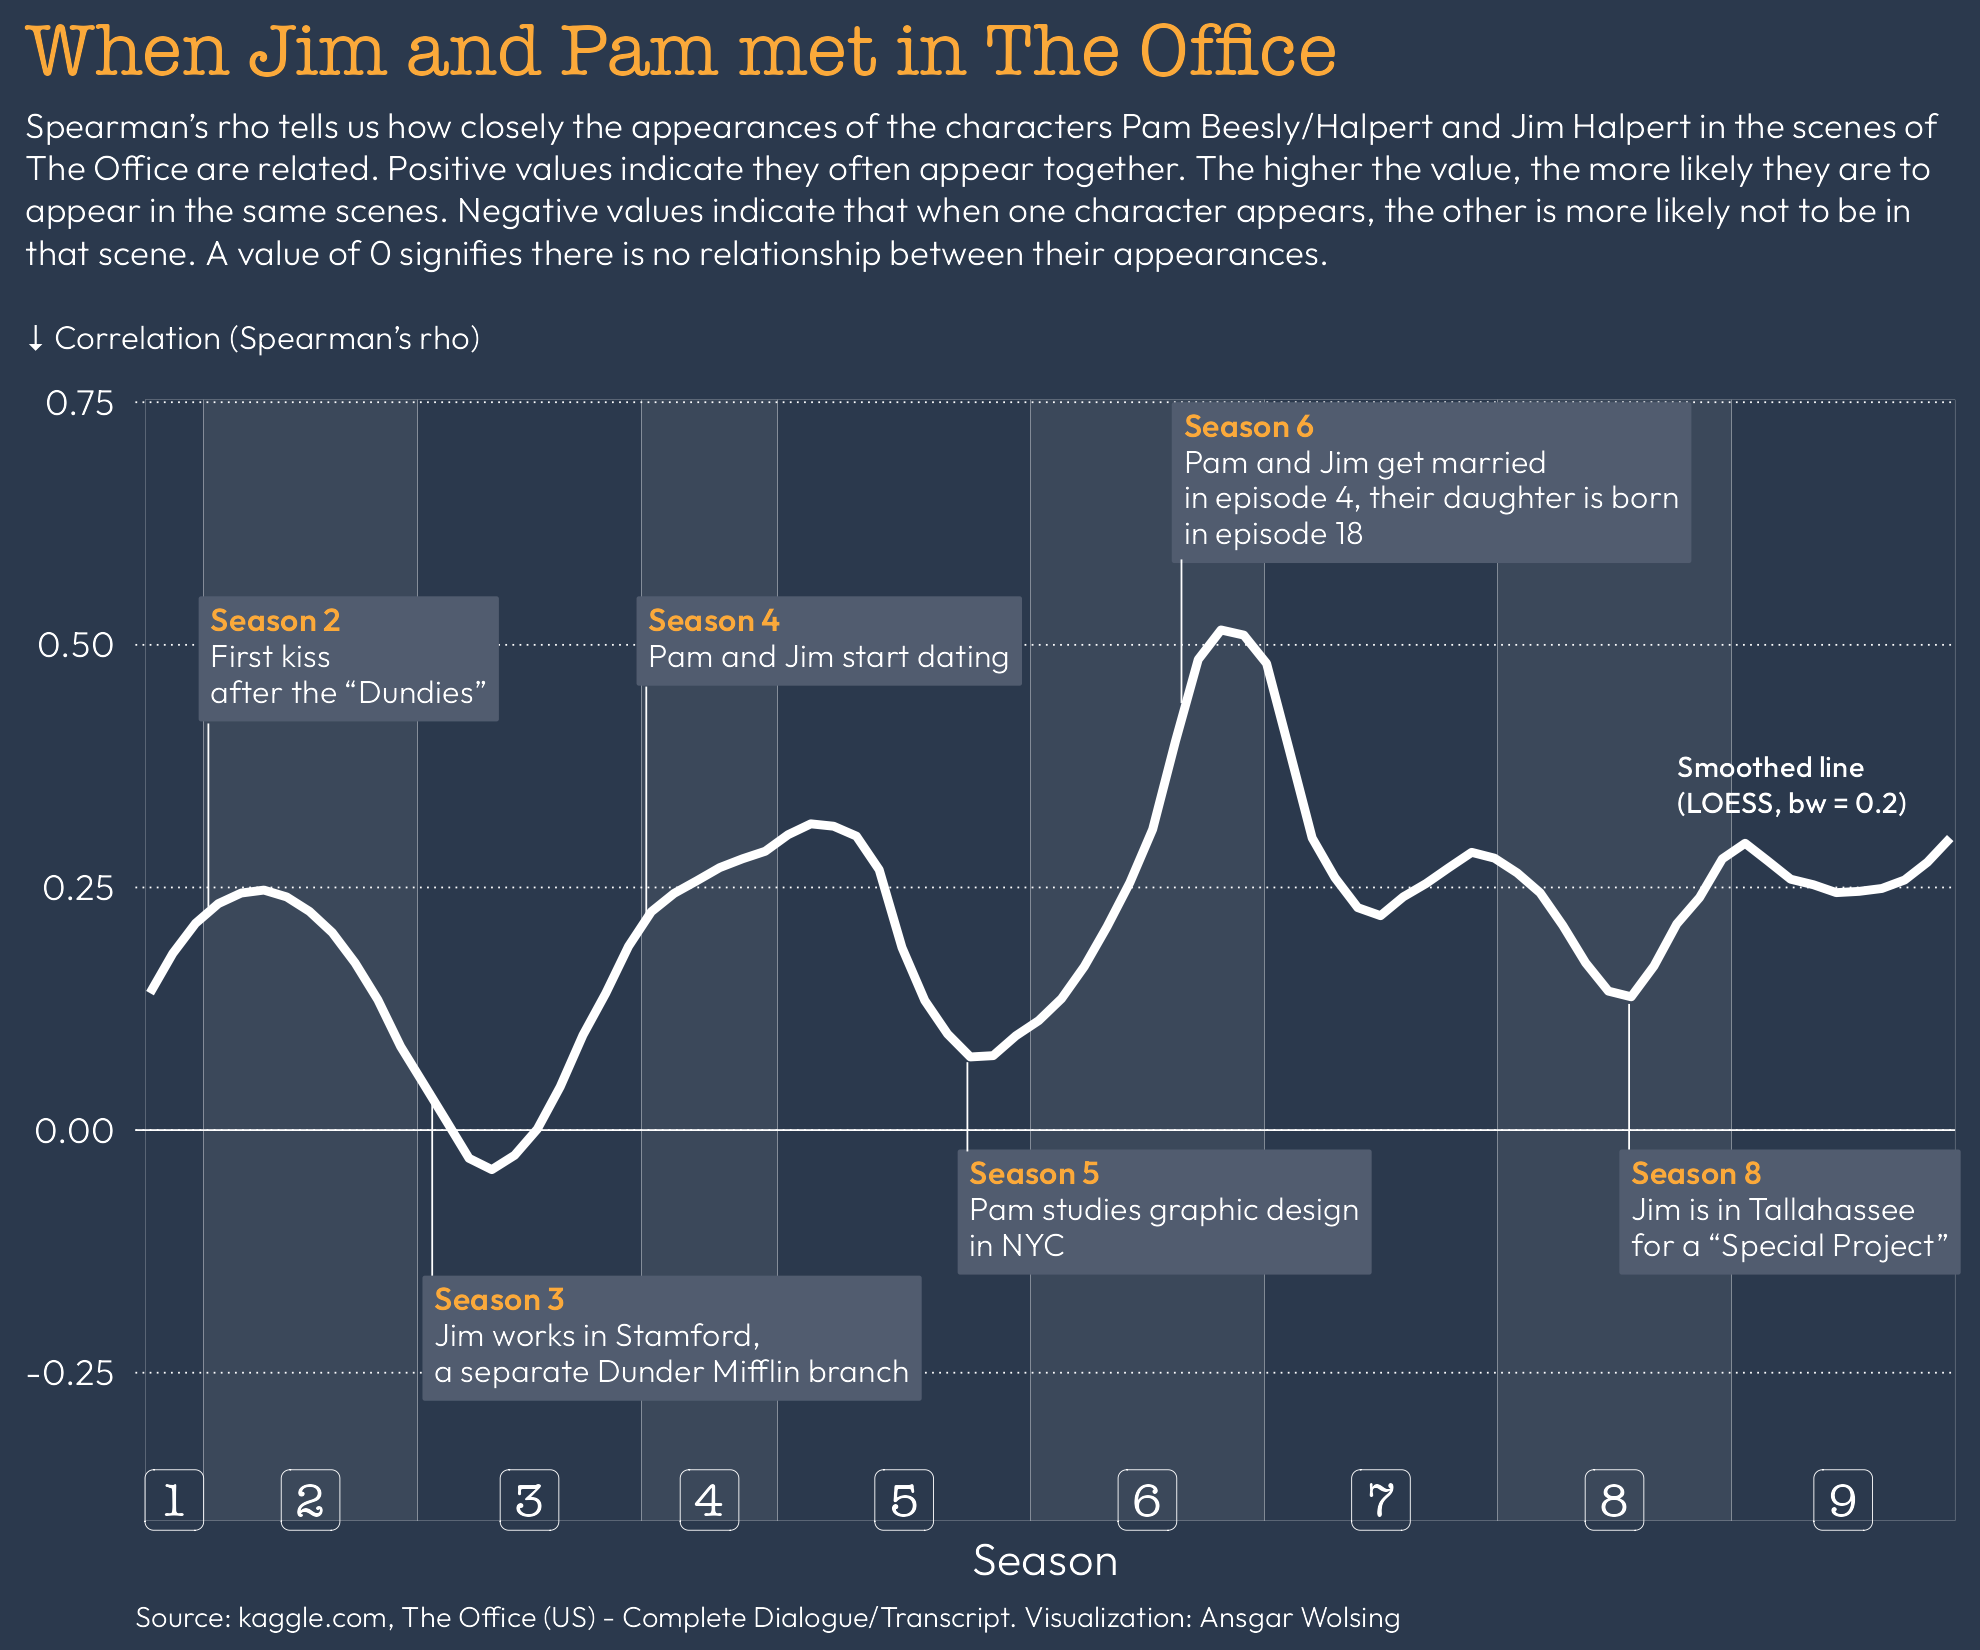 When Jim and Pam met in The Office
Spearman’s rho tells us how closely the appearances of the characters Pam Beesly/Halpert and Jim Halpert in the scenes of
The Office are related. Positive values indicate they often appear together. The higher the value, the more likely they are to
appear in the same scenes. Negative values indicate that when one character appears, the other is more likely not to be in
that scene. A value of 0 signifies there is no relationship between their appearances.
↓ Correlation (Spearman’s rho)
0.75
Season 6
Pam and Jim get married
in episode 4, their daughter is born
in episode 18
Season 2
First kiss
after the “Dundies”
Season 4
Pam and Jim start dating
0.50
Smoothed line
(LOESS, bw = 0.2)
0.25
0.00
Season 5
Pam studies graphic design
in NYC
Season 8
Jim is in Tallahassee
for a “Special Project”
Season 3
Jim works in Stamford,
a separate Dunder Mifflin branch
-0.25
1 2 3 4 5 6 7 8 9
Season
Source: kaggle.com, The Office (US) - Complete Dialogue/Transcript. Visualization: Ansgar Wolsing